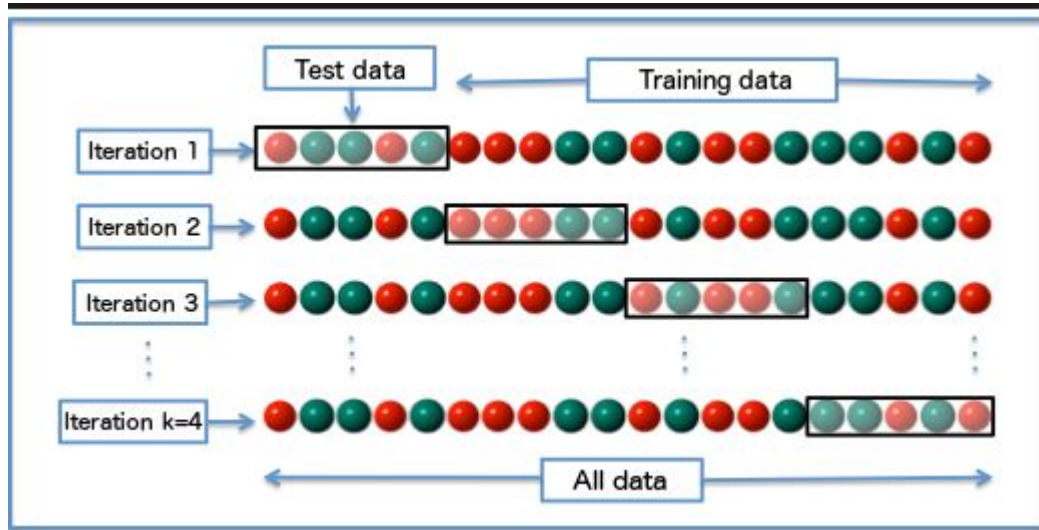 Test data
Training data
Iteration 1
Iteration 2
Iteration 3
Iteration k=4
All data